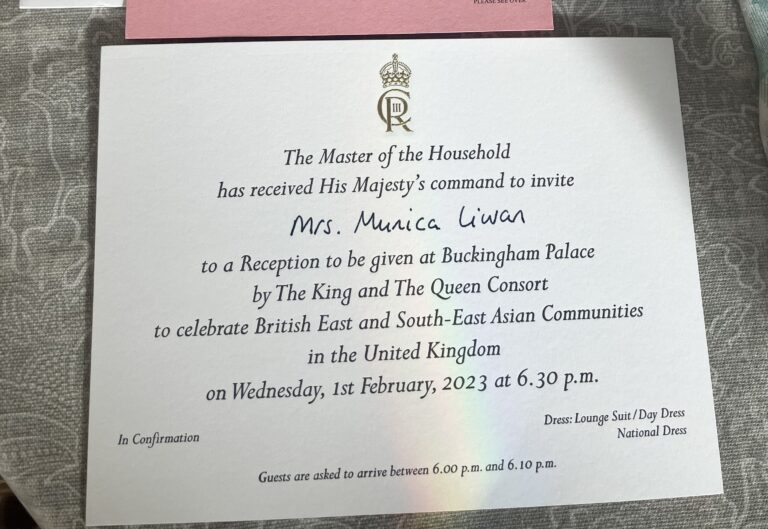 PLEASE SEE OVER
CIIIR
The Master of the Household
has received His Majesty's command to invite
Mrs. Munica Liwan
to a Reception to be given at Buckingham Palace
by The King and The Queen Consort
to celebrate British East and South-East Asian Communities
in the United Kingdom
on Wednesday, 1st February, 2023 at 6.30 p.m.
In Confirmation
Dress: Lounge Suit/Day Dress
National Dress
Guests are asked to arrive between 6.00 p.m. and 6.10 p.m.